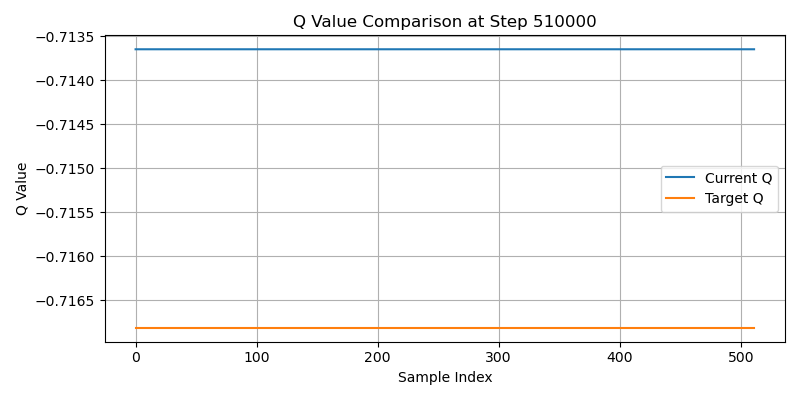 Q Value Comparison at Step 510000
−0.7135
−0.7140
−0.7145
−0.7150
−0.7155
−0.7160
−0.7165
Q Value
Current Q
Target Q
0 100 200 300 400 500
Sample Index